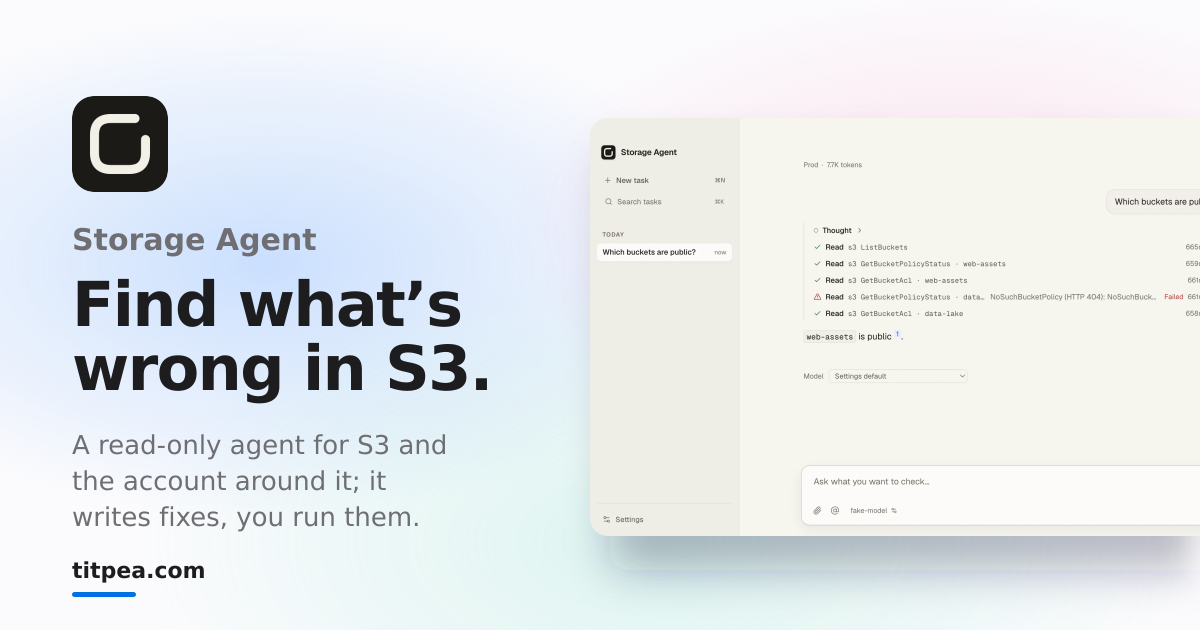 Storage Agent
Find what’s
wrong in S3.
A read-only agent for S3 and
the account around it; it
writes fixes, you run them.
titpea.com
Storage Agent
New task ⌘N
Search tasks ⌘K
TODAY
Which buckets are public? now
Settings
Prod · 7.7K tokens
Which buckets are
Thought
Read s3 ListBuckets
Read s3 GetBucketPolicyStatus · web-assets
Read s3 GetBucketAcl · web-assets
Read s3 GetBucketPolicyStatus · data… NoSuchBucketPolicy (HTTP 404): NoSuchBuck… Failed
Read s3 GetBucketAcl · data-lake
web-assets is public 1.
Model Settings default
Ask what you want to check…
fake-model